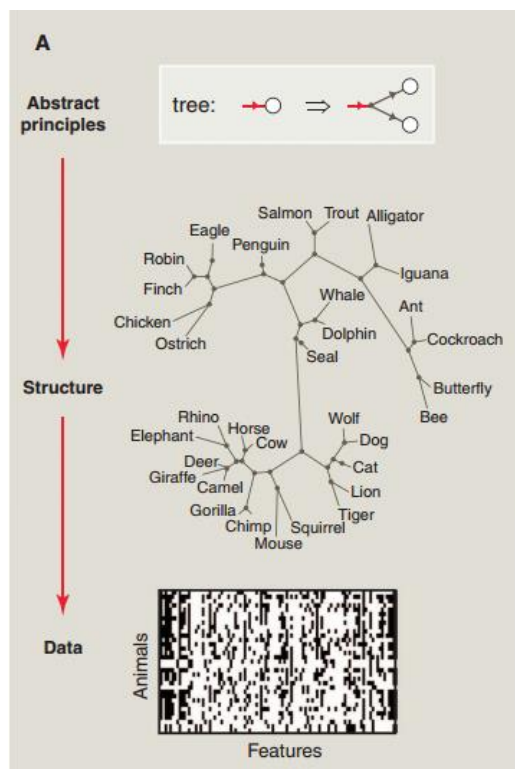 A
Abstract
principles
tree:
Salmon Trout Alligator
Eagle
Penguin
Robin
Iguana
Finch
Whale
Ant
Chicken
Dolphin
Cockroach
Ostrich
Seal
Structure
Butterfly
Bee
Rhino
Horse
Wolf
Elephant
Cow
Dog
Deer
Cat
Giraffe
Camel
Lion
Gorilla
Tiger
Chimp
Squirrel
Mouse
Data
Animals
Features